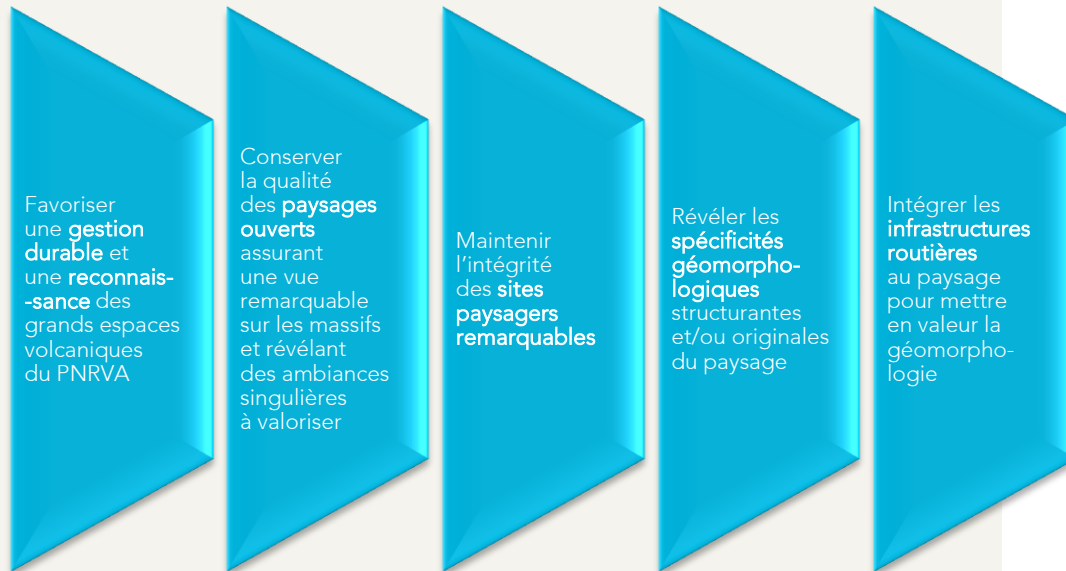 Favoriser
une gestion
durable et
une reconnais-
-sance des
grands espaces
volcaniques
du PNRVA
Conserver
la qualité
des paysages
ouverts
assurant
une vue
remarquable
sur les massifs
et révélant
des ambiances
singulières
à valoriser
Maintenir
l'intégrité
des sites
paysagers
remarquables
Révéler les
spécificités
géomorpho-
logiques
structurantes
et/ou originales
du paysage
Intégrer les
infrastructures
routières
au paysage
pour mettre
en valeur la
géomorpho-
logie